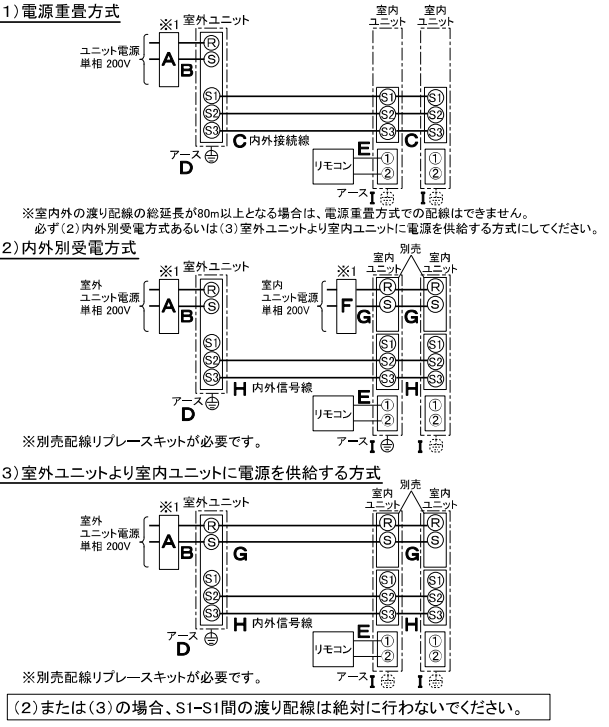 1)電源重畳方式
※1 室外ユニット
室内
ユニット
室内
ユニット
ユニット電源
単相 200V
A
B
R
S
S1
S2
S3
S1
S2
S3
S1
S2
S3
C 内外接続線
C
アース
D
E
リモコン
①
②
①
②
アース I
I
※室内外の渡り配線の総延長が80m以上となる場合は、電源重畳方式での配線はできません。
必ず(2)内外別受電方式あるいは(3)室外ユニットより室内ユニットに電源を供給する方式にしてください。
2)内外別受電方式
※1 室外ユニット
※1
室内
ユニット
別売
室内
ユニット
室外
ユニット電源
単相 200V
A
B
R
S
室内
ユニット電源
単相 200V
F
G
R
S
G
R
S
S1
S2
S3
S1
S2
S3
S1
S2
S3
H 内外信号線
H
アース
D
E
リモコン
①
②
①
②
アース I
I
※別売配線リプレースキットが必要です。
3)室外ユニットより室内ユニットに電源を供給する方式
※1 室外ユニット
室内
ユニット
別売
室内
ユニット
室外
ユニット電源
単相 200V
A
B
R
S
G
R
S
G
R
S
S1
S2
S3
S1
S2
S3
S1
S2
S3
H 内外信号線
H
アース
D
E
リモコン
①
②
①
②
アース I
I
※別売配線リプレースキットが必要です。
(2)または(3)の場合、S1-S1間の渡り配線は絶対に行わないでください。